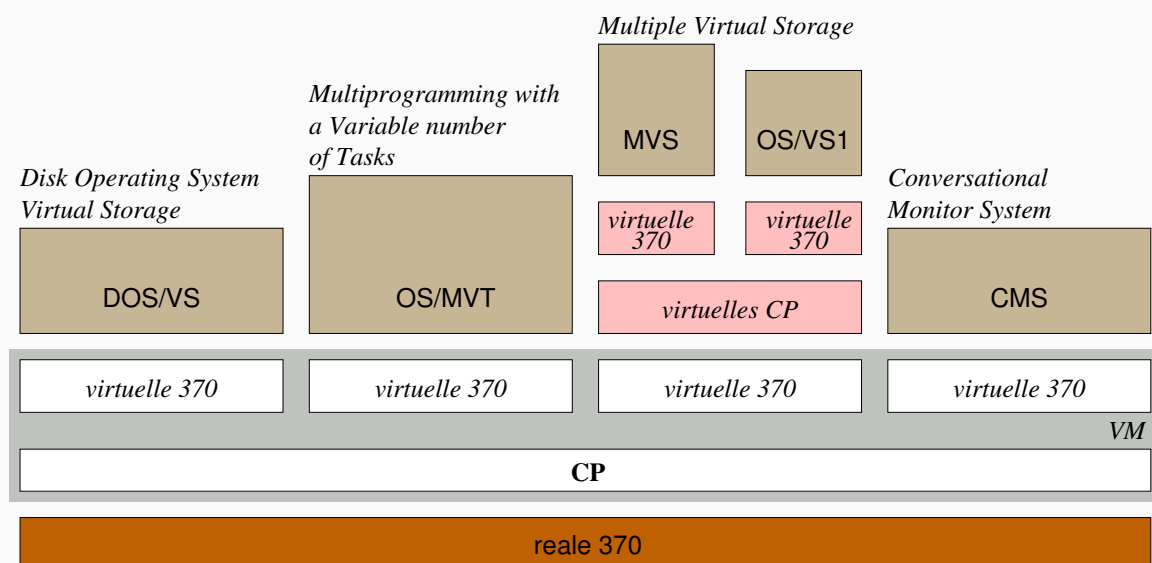 Multiple Virtual Storage
Multiprogramming with
a Variable number
of Tasks
MVS
OS/VS1
Disk Operating System
Virtual Storage
Conversational
Monitor System
virtuelle
370
virtuelle
370
DOS/VS
OS/MVT
virtuelles CP
CMS
virtuelle 370
virtuelle 370
virtuelle 370
virtuelle 370
VM
CP
reale 370